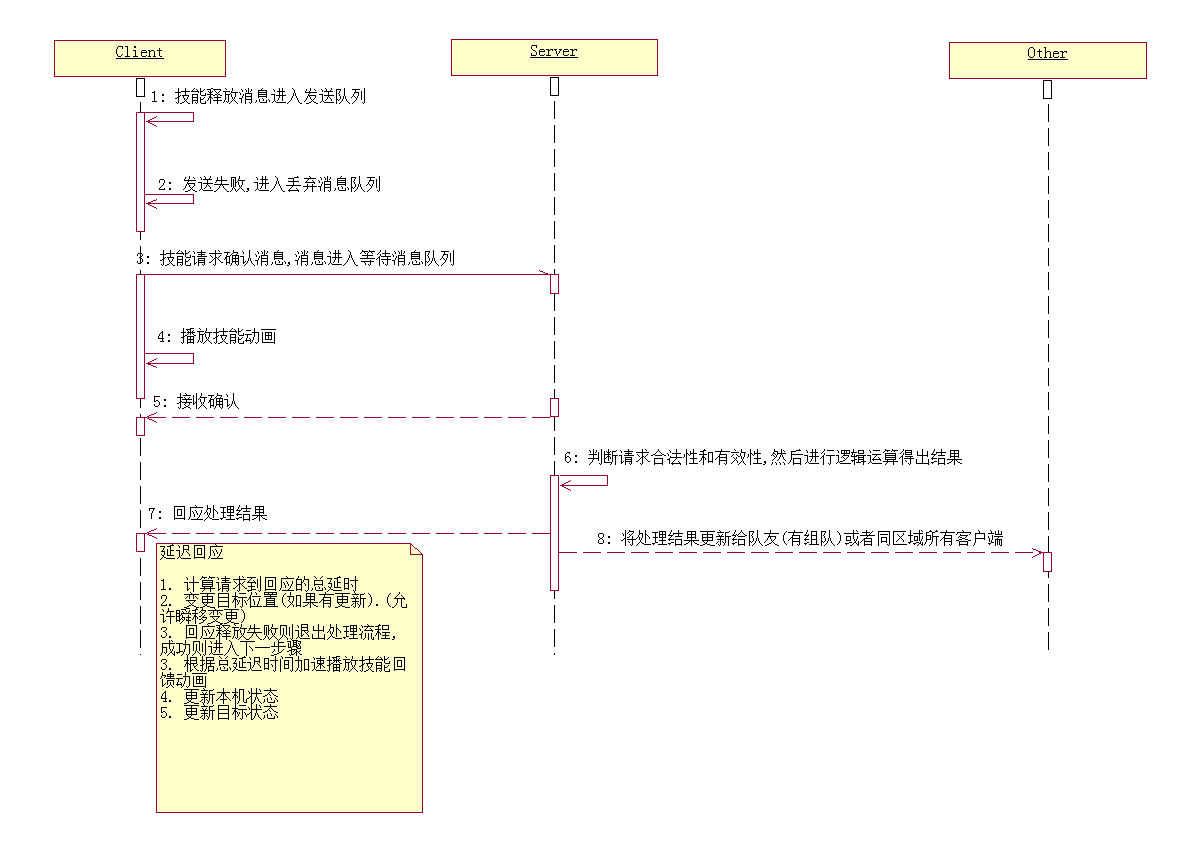 Client
Server
Other
1: 技能释放消息进入发送队列
2: 发送失败,进入丢弃消息队列
3: 技能请求确认消息,消息进入等待消息队列
4: 播放技能动画
5: 接收确认
6: 判断请求合法性和有效性,然后进行逻辑运算得出结果
7: 回应处理结果
8: 将处理结果更新给队友(有组队)或者同区域所有客户端
延迟回应
1. 计算请求到回应的总延时
2. 变更目标位置(如果有更新).(允
许瞬移变更)
3. 回应释放失败则退出处理流程,
成功则进入下一步骤
3. 根据总延迟时间加速播放技能回
馈动画
4. 更新本机状态
5. 更新目标状态